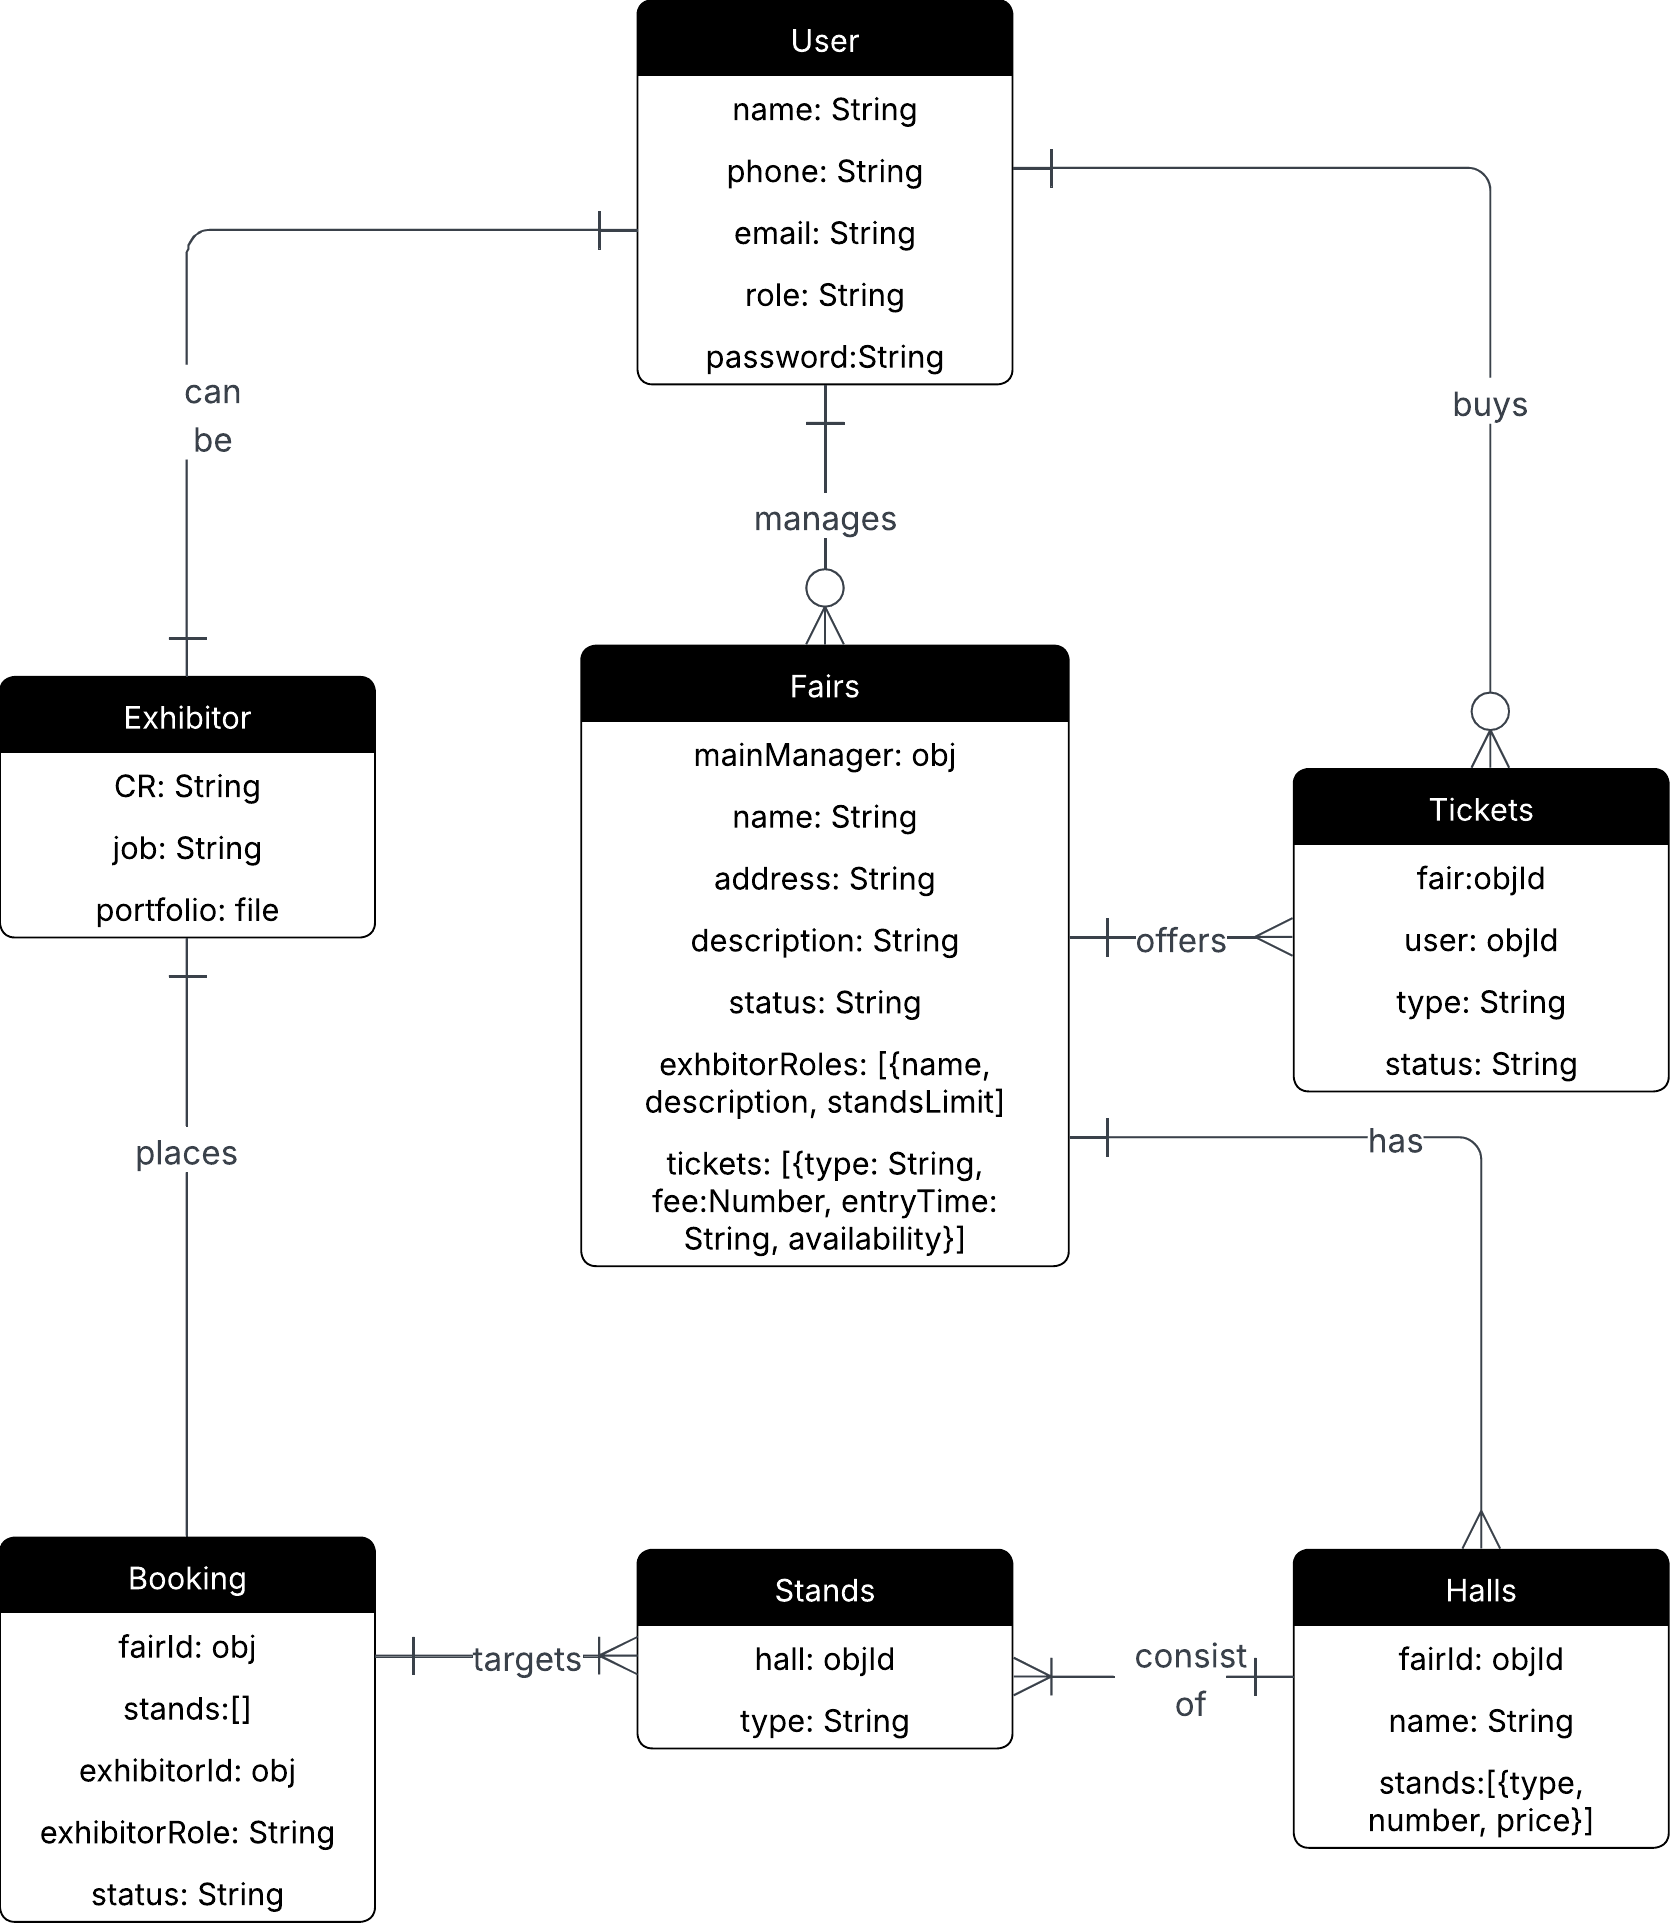 User
name: String
phone: String
email: String
role: String
password:String
can
be
buys
manages
Exhibitor
CR: String
job: String
portfolio: file
Fairs
mainManager: obj
name: String
address: String
description: String
status: String
exhbitorRoles: [{name,
description, standsLimit]
tickets: [{type: String,
fee:Number, entryTime:
String, availability}]
offers
Tickets
fair:objId
user: objId
type: String
status: String
has
places
Booking
fairId: obj
stands:[]
exhibitorId: obj
exhibitorRole: String
status: String
targets
Stands
hall: objId
type: String
consist
of
Halls
fairId: objId
name: String
stands:[{type,
number, price}]